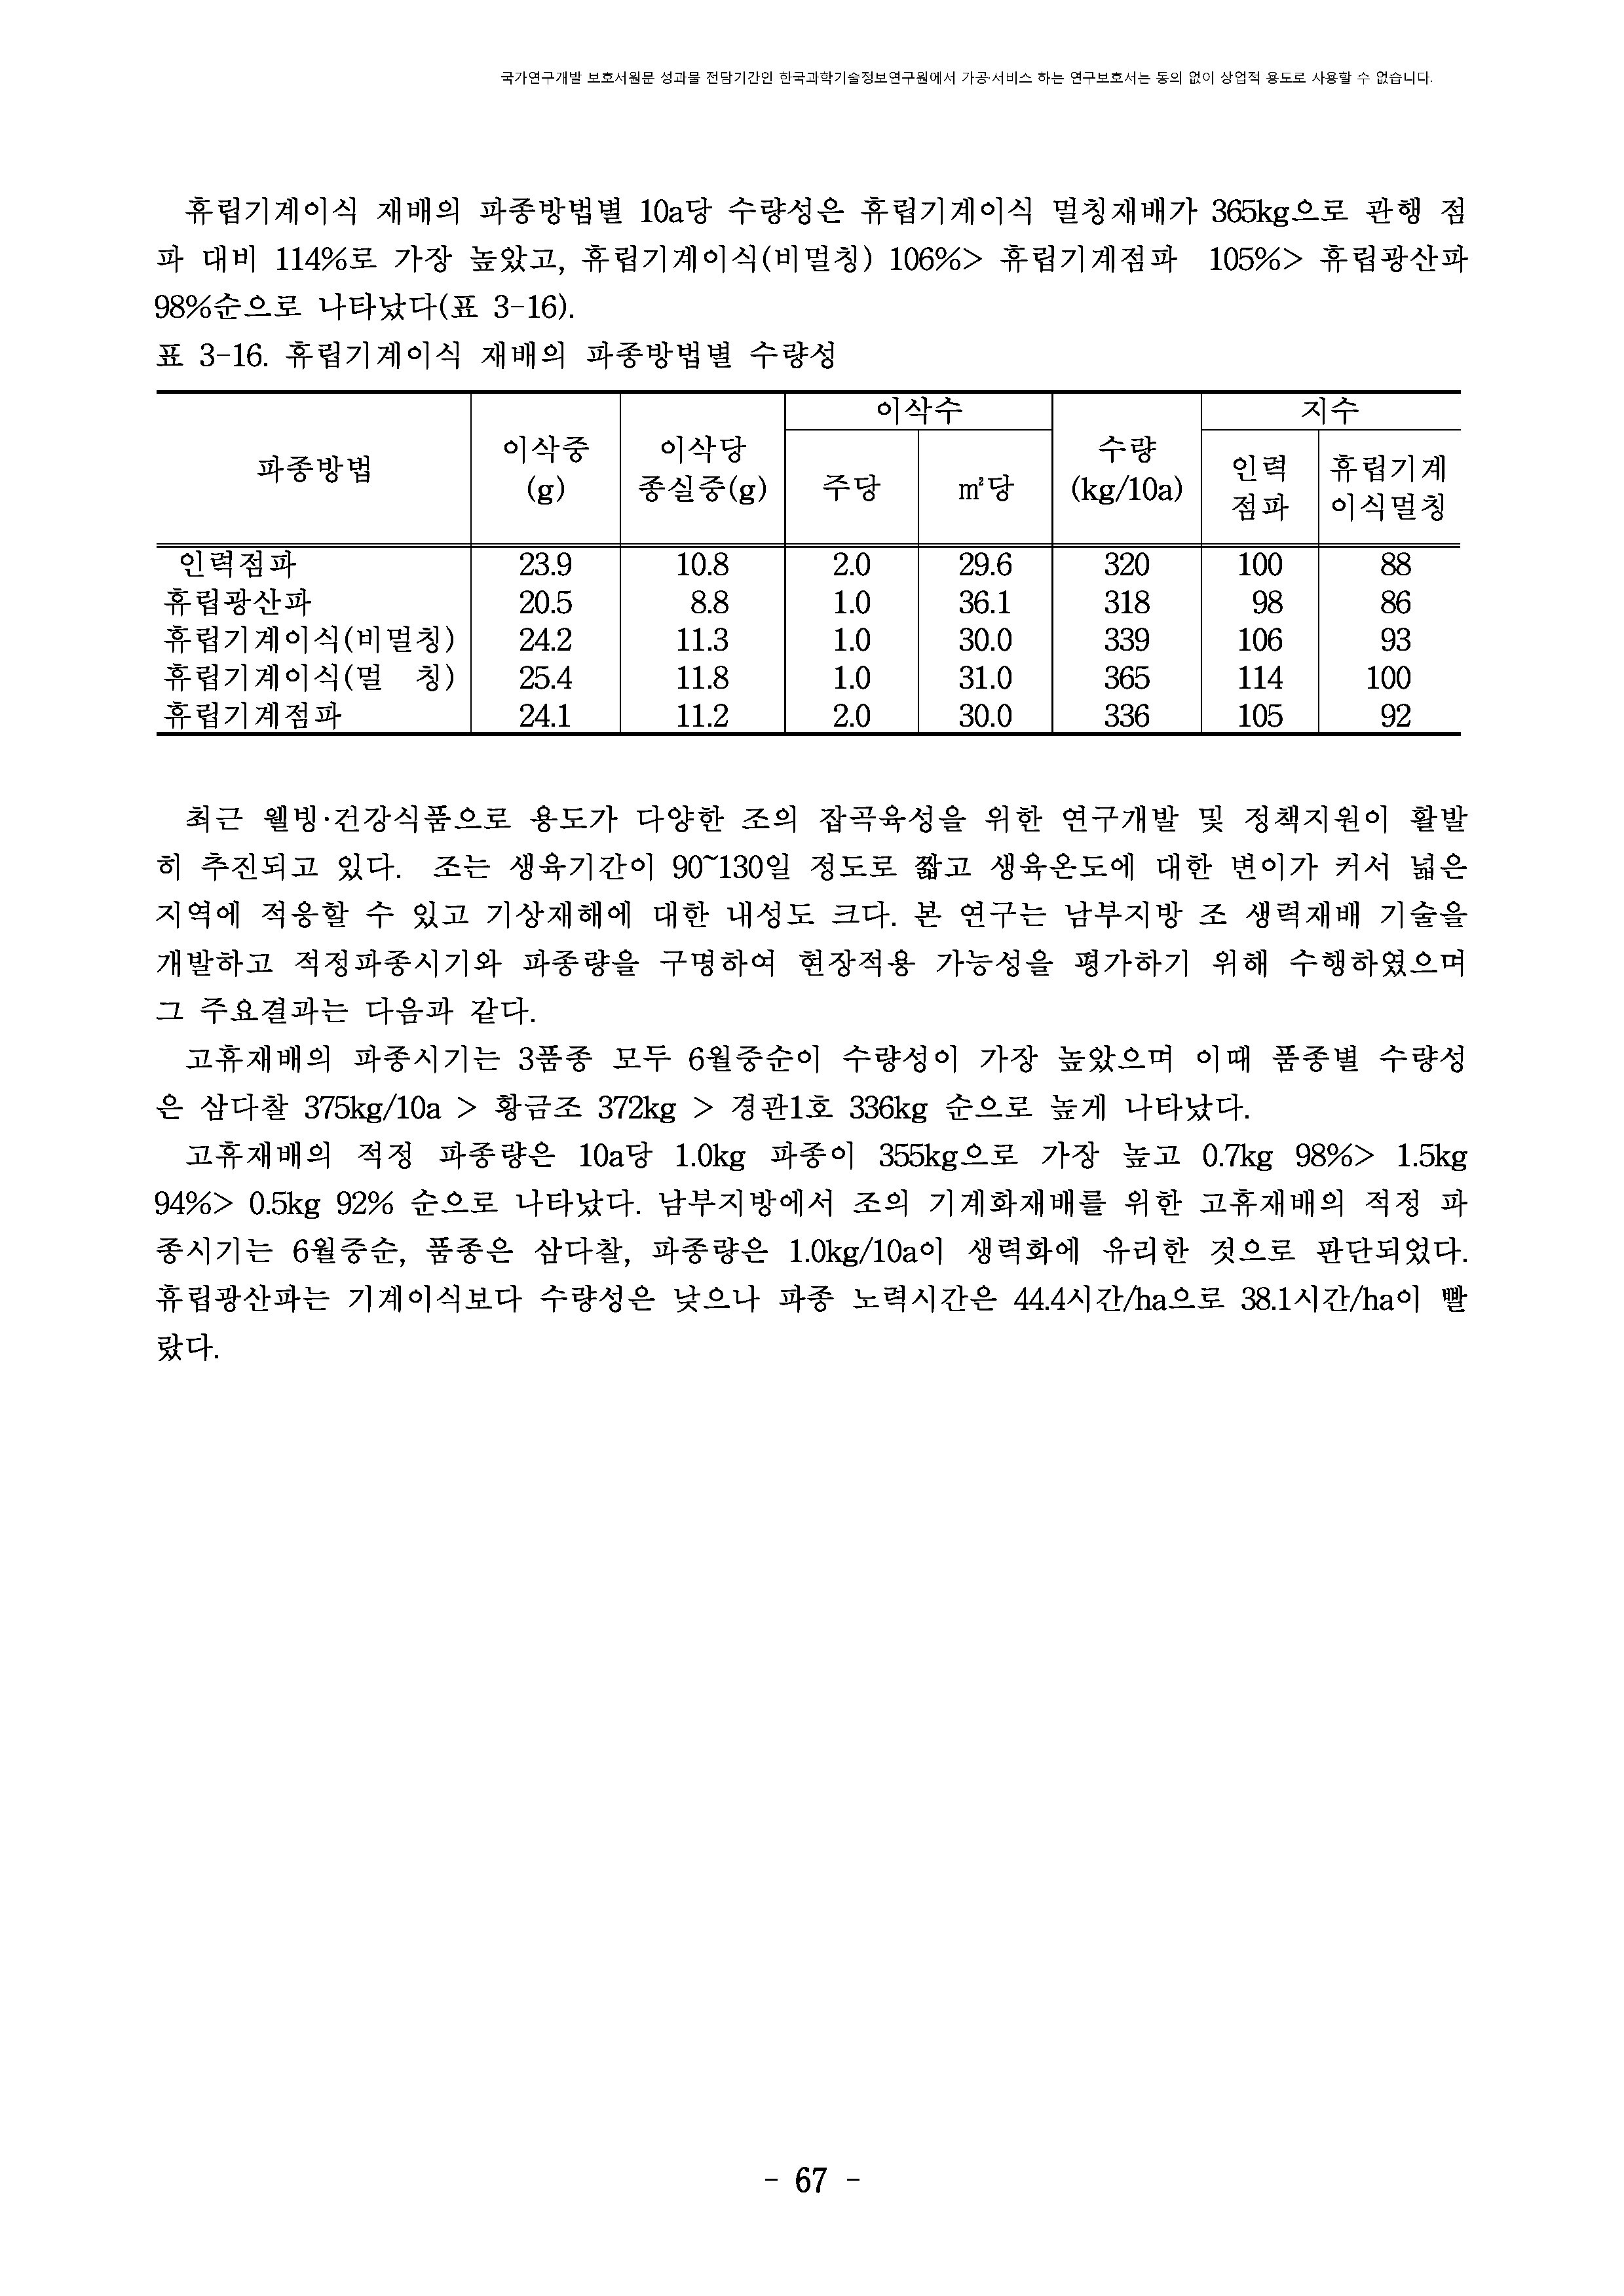 국가연구개발 보호서원문 성과물 전담기간인 한국과학기술정보연구원에서 가공·서비스 하는 연구보호서는 동의 없이 상업적 용도로 사용할 수 없습니다.
휴립기계이식 재배의 파종방법별 10a당 수량성은 휴립기계이식 멀칭재배가 365kg으로 관행 점
파 대비 114%로 가장 높았고, 휴립기계이식(비멀칭) 106%> 휴립기계점파 105%> 휴립광산파
98%순으로 나타났다(표 3-16).
표 3-16. 휴립기계이식 재배의 파종방법별 수량성
파종방법 이삭중 (g) 이삭당 종실중(g) 이삭수 주당 ㎡당 수량 (kg/10a) 지수 인력 점파 휴립기계 이식멀칭
인력점파 23.9 10.8 2.0 29.6 320 100 88
휴립광산파 20.5 8.8 1.0 36.1 318 98 86
휴립기계이식(비멀칭) 24.2 11.3 1.0 30.0 339 106 93
휴립기계이식(멀 칭) 25.4 11.8 1.0 31.0 365 114 100
휴립기계점파 24.1 11.2 2.0 30.0 336 105 92
최근 웰빙·건강식품으로 용도가 다양한 조의 잡곡육성을 위한 연구개발 및 정책지원이 활발
히 추진되고 있다. 조는 생육기간이 90~130일 정도로 짧고 생육온도에 대한 변이가 커서 넓은
지역에 적응할 수 있고 기상재해에 대한 내성도 크다. 본 연구는 남부지방 조 생력재배 기술을
개발하고 적정파종시기와 파종량을 구명하여 현장적용 가능성을 평가하기 위해 수행하였으며
그 주요결과는 다음과 같다.
고휴재배의 파종시기는 3품종 모두 6월중순이 수량성이 가장 높았으며 이때 품종별 수량성
은 삼다찰 375kg/10a > 황금조 372kg > 경관1호 336kg 순으로 높게 나타났다.
고휴재배의 적정 파종량은 10a당 1.0kg 파종이 355kg으로 가장 높고 0.7kg 98%> 1.5kg
94%> 0.5kg 92% 순으로 나타났다. 남부지방에서 조의 기계화재배를 위한 고휴재배의 적정 파
종시기는 6월중순, 품종은 삼다찰, 파종량은 1.0kg/10a이 생력화에 유리한 것으로 판단되었다.
휴립광산파는 기계이식보다 수량성은 낮으나 파종 노력시간은 44.4시간/ha으로 38.1시간/ha이 빨
랐다.
- 67 -